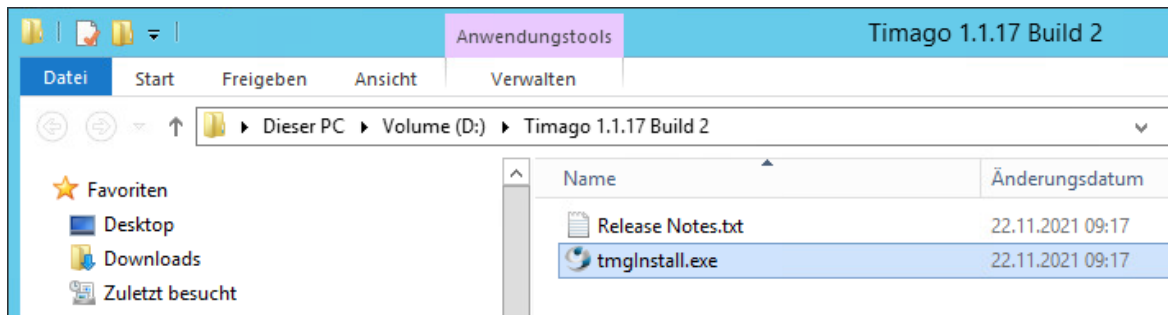 Anwendungstools
Timago 1.1.17 Build 2
Datei Start Freigeben Ansicht Verwalten
Dieser PC Volume (D:) Timago 1.1.17 Build 2
Name Änderungsdatum
Favoriten
Desktop
Downloads
Zuletzt besucht
Release Notes.txt 22.11.2021 09:17
tmgInstall.exe 22.11.2021 09:17